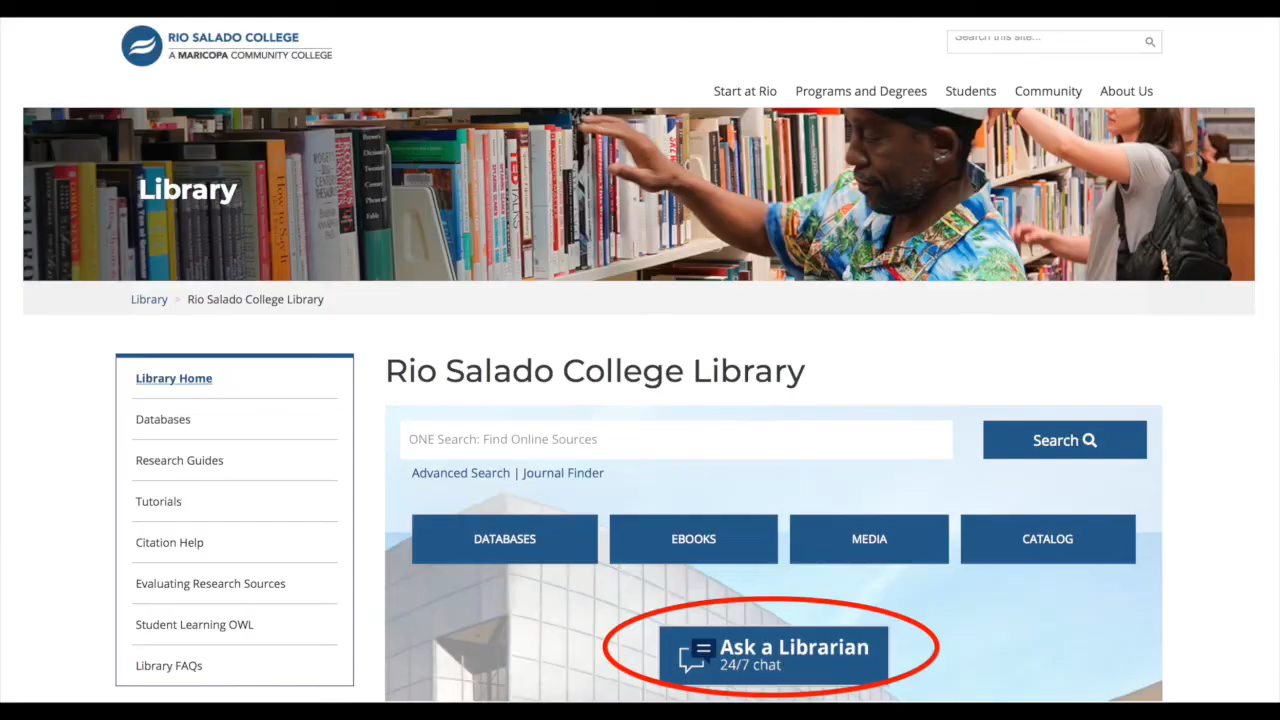 RIO SALADO COLLEGE
A MARICOPA COMMUNITY COLLEGE
Search this site...
Start at Rio Programs and Degrees Students Community About Us
Library
Library » Rio Salado College Library
Library Home
Databases
Research Guides
Tutorials
Citation Help
Evaluating Research Sources
Student Learning OWL
Library FAQs
Rio Salado College Library
ONE Search: Find Online Sources
Search
Advanced Search | Journal Finder
DATABASES EBOOKS MEDIA CATALOG
Ask a Librarian
24/7 chat